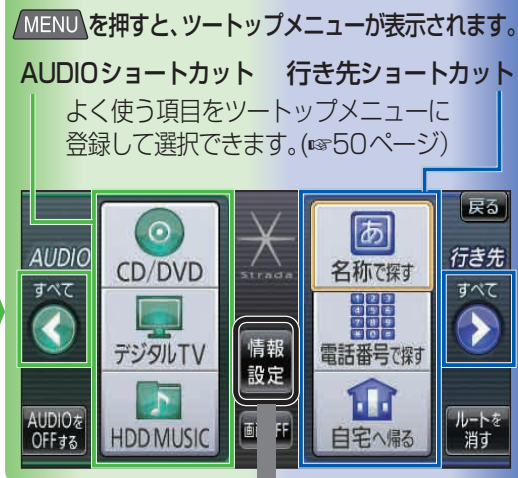 MENU を押すと、ツートップメニューが表示されます。
AUDIOショートカット 行き先ショートカット
よく使う項目をツートップメニューに
登録して選択できます。(☞50ページ)
戻る
AUDIO
行き先
すべて
すべて
CD/DVD
デジタルTV
HDD MUSIC
Strada
情報
設定
あ
名称で探す
123
456
789
電話番号で探す
自宅へ帰る
AUDIOを
OFFする
ルートを
消す